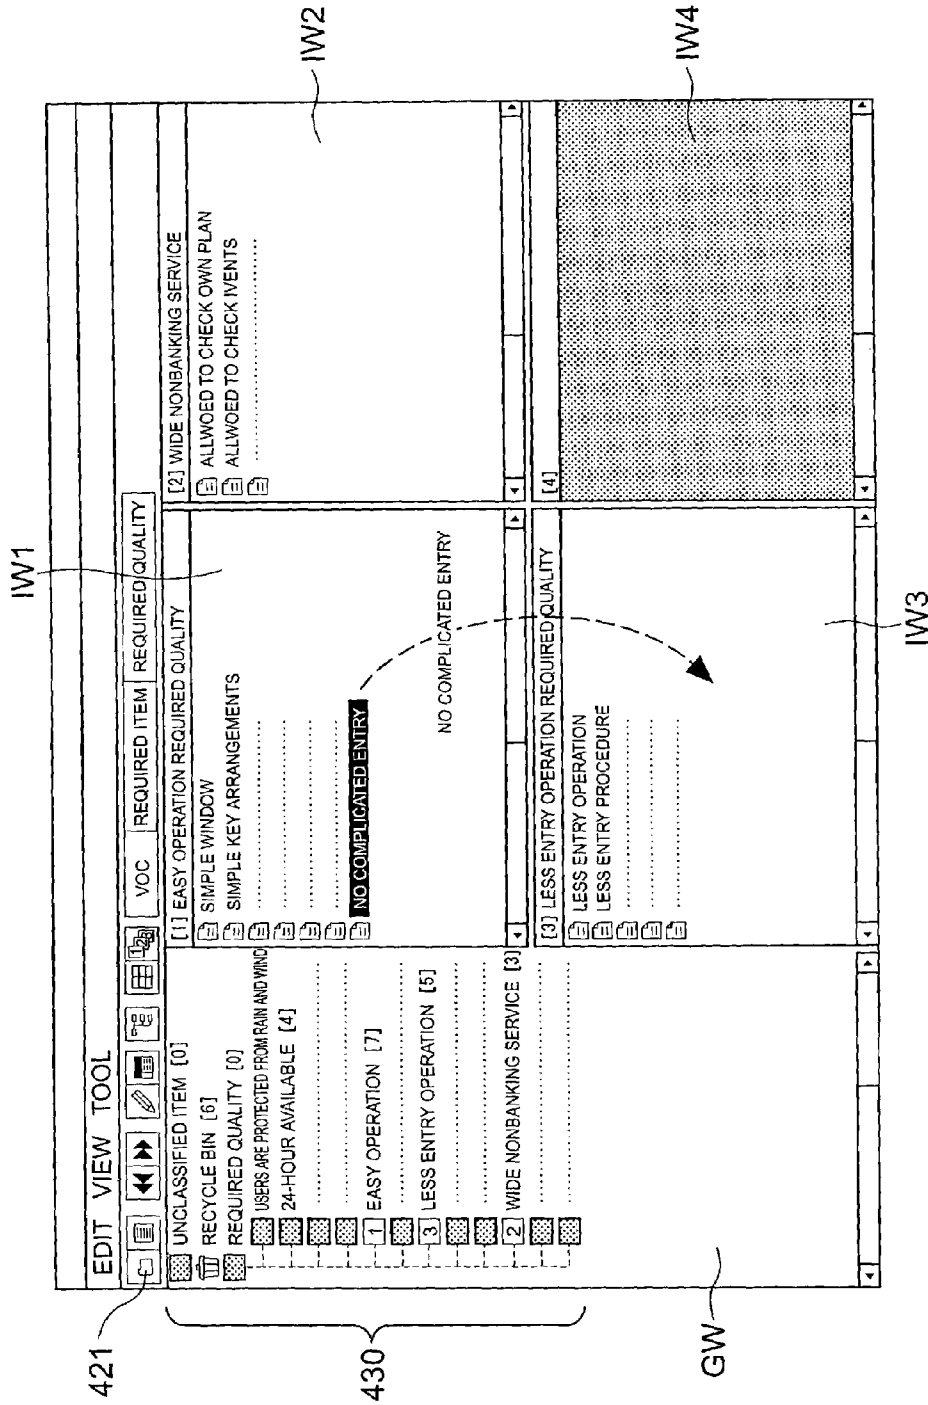 EDIT VIEW TOOL
421
VOC
REQUIRED ITEM
REQUIRED QUALITY
430
UNCLASSIFIED ITEM [0]
RECYCLE BIN [6]
REQUIRED QUALITY [0]
USERS ARE PROTECTED FROM RAIN AND WIND
24-HOUR AVAILABLE [4]
1 EASY OPERATION [7]
3 LESS ENTRY OPERATION [5]
2 WIDE NONBANKING SERVICE [3]
GW
IW1
[1] EASY OPERATION REQUIRED QUALITY
SIMPLE WINDOW
SIMPLE KEY ARRANGEMENTS
NO COMPLICATED ENTRY
NO COMPLICATED ENTRY
[2] WIDE NONBANKING SERVICE
ALLWOED TO CHECK OWN PLAN
ALLWOED TO CHECK IVENTS
IW2
[3] LESS ENTRY OPERATION REQUIRED QUALITY
LESS ENTRY OPERATION
LESS ENTRY PROCEDURE
IW3
[4]
IW4